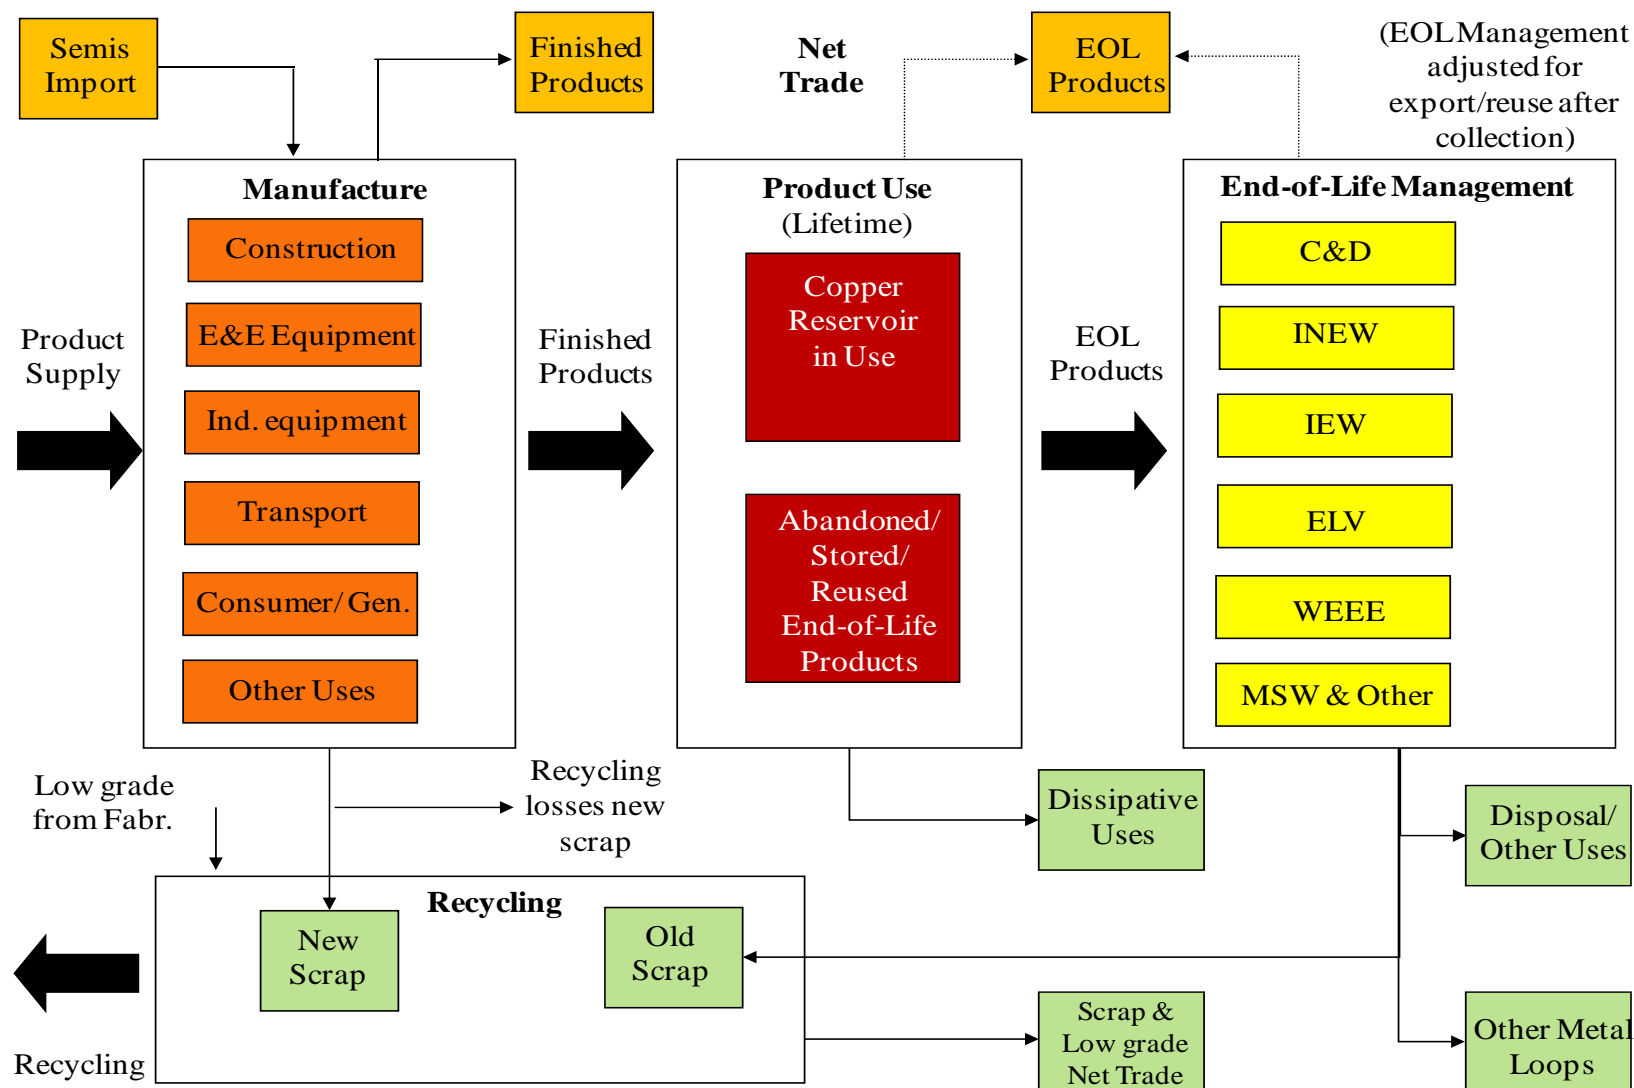 Semis
Import
Finished
Products
Net
Trade
EOL
Products
(EOL Management
adjusted for
export/reuse after
collection)
Manufacture
Construction
E&E Equipment
Ind. equipment
Transport
Consumer/ Gen.
Other Uses
Product Use
(Lifetime)
Copper
Reservoir
in Use
Abandoned/
Stored/
Reused
End-of-Life
Products
End-of-Life Management
C&D
INEW
IEW
ELV
WEEE
MSW & Other
Product
Supply
Finished
Products
EOL
Products
Low grade
from Fabr.
Recycling
losses new
scrap
Dissipative
Uses
Disposal/
Other Uses
Recycling
New
Scrap
Old
Scrap
Recycling
Scrap &
Low grade
Net Trade
Other Metal
Loops